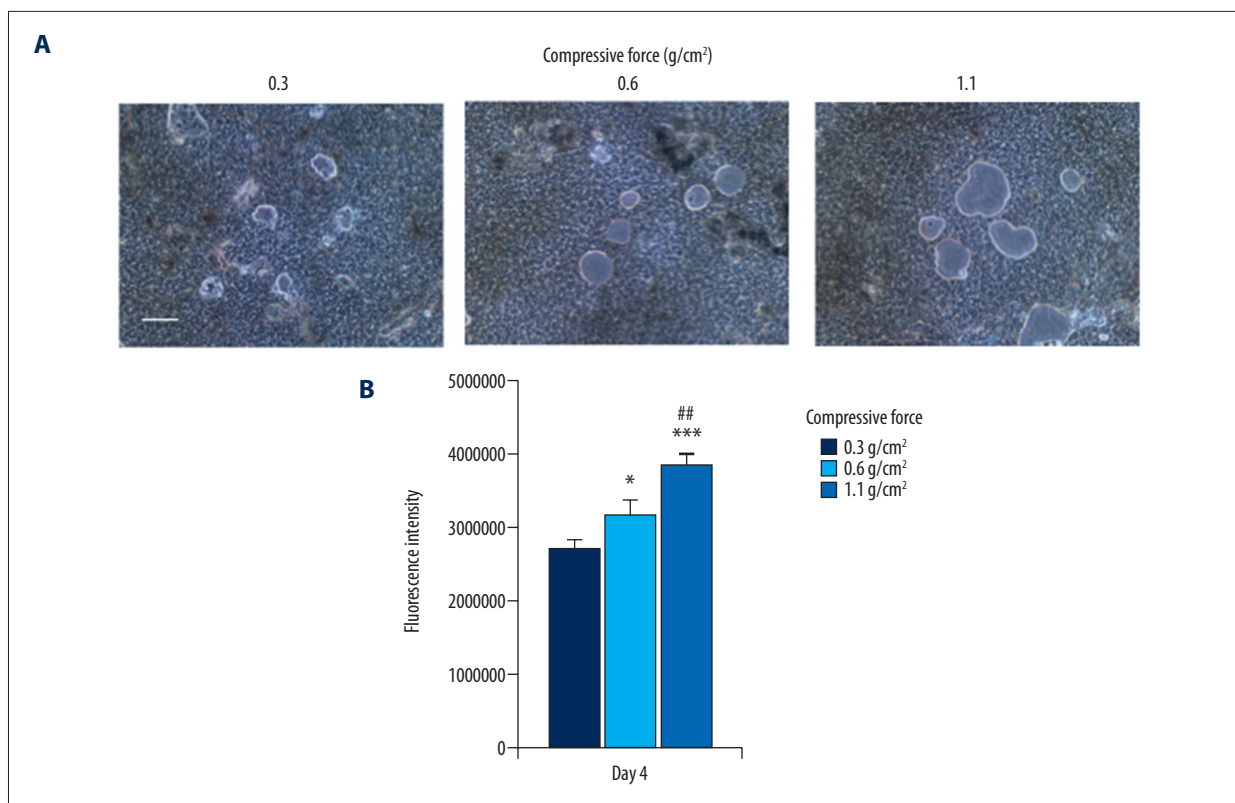 A
Compressive force (g/cm²)
0.3 0.6 1.1
B
5000000
4000000
3000000
2000000
1000000
0
Fluorescence intensity
*
##
***
Day 4
Compressive force
0.3 g/cm²
0.6 g/cm²
1.1 g/cm²